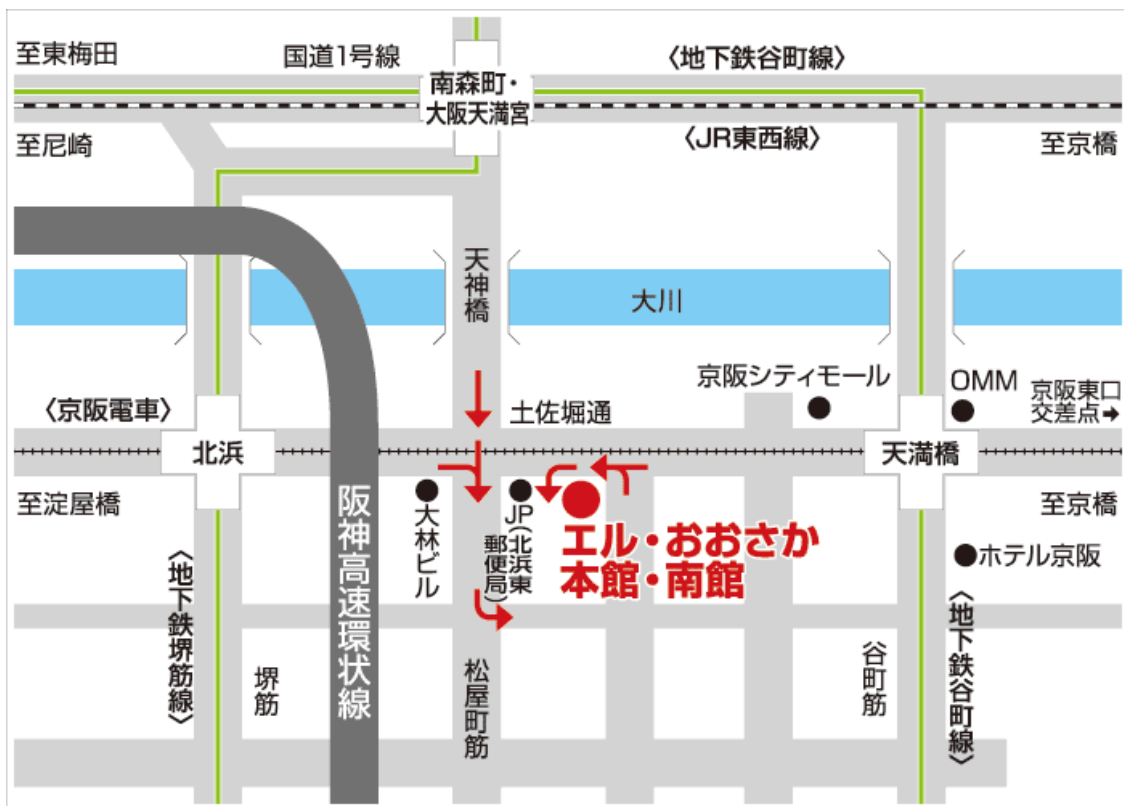 至東梅田
国道1号線
〈地下鉄谷町線〉
南森町・
大阪天満宮
至尼崎
〈JR東西線〉
至京橋
天神橋
大川
京阪シティモール
OMM
京阪東口
交差点➡
〈京阪電車〉
土佐堀通
北浜
天満橋
至淀屋橋
至京橋
大林ビル
JP(北浜東
郵便局)
エル・おおさか
本館・南館
ホテル京阪
阪神高速環状線
〈地下鉄堺筋線〉
堺筋
松屋町筋
谷町筋
〈地下鉄谷町線〉